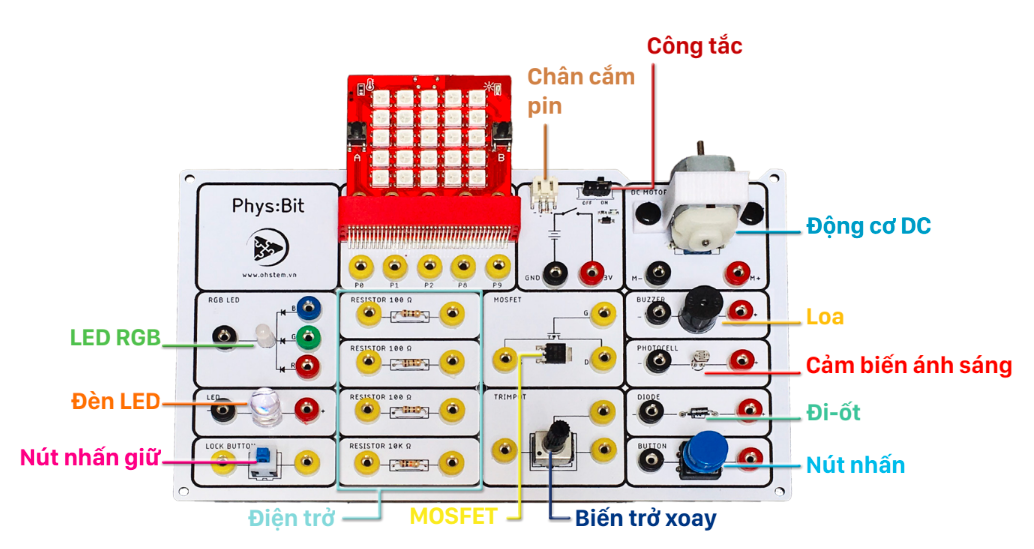 Công tắc
Chân cắm
pin
A
B
Phys:Bit
www.ohstem.vn
P0
P1
P2
P8
P9
OFF
ON
GND
3V
DC MOTOR
M-
M+
Động cơ DC
RGB LED
B
G
R
LED RGB
RESISTOR 100 Ω
RESISTOR 100 Ω
RESISTOR 100 Ω
RESISTOR 10K Ω
MOSFET
G
D
BUZZER
-
+
Loa
PHOTOCELL
-
+
Cảm biến ánh sáng
LED
-
+
Đèn LED
TRIMPOT
DIODE
-
+
Đi-ốt
LOCK BUTTON
Nút nhấn giữ
BUTTON
Nút nhấn
Điện trở
MOSFET
Biến trở xoay